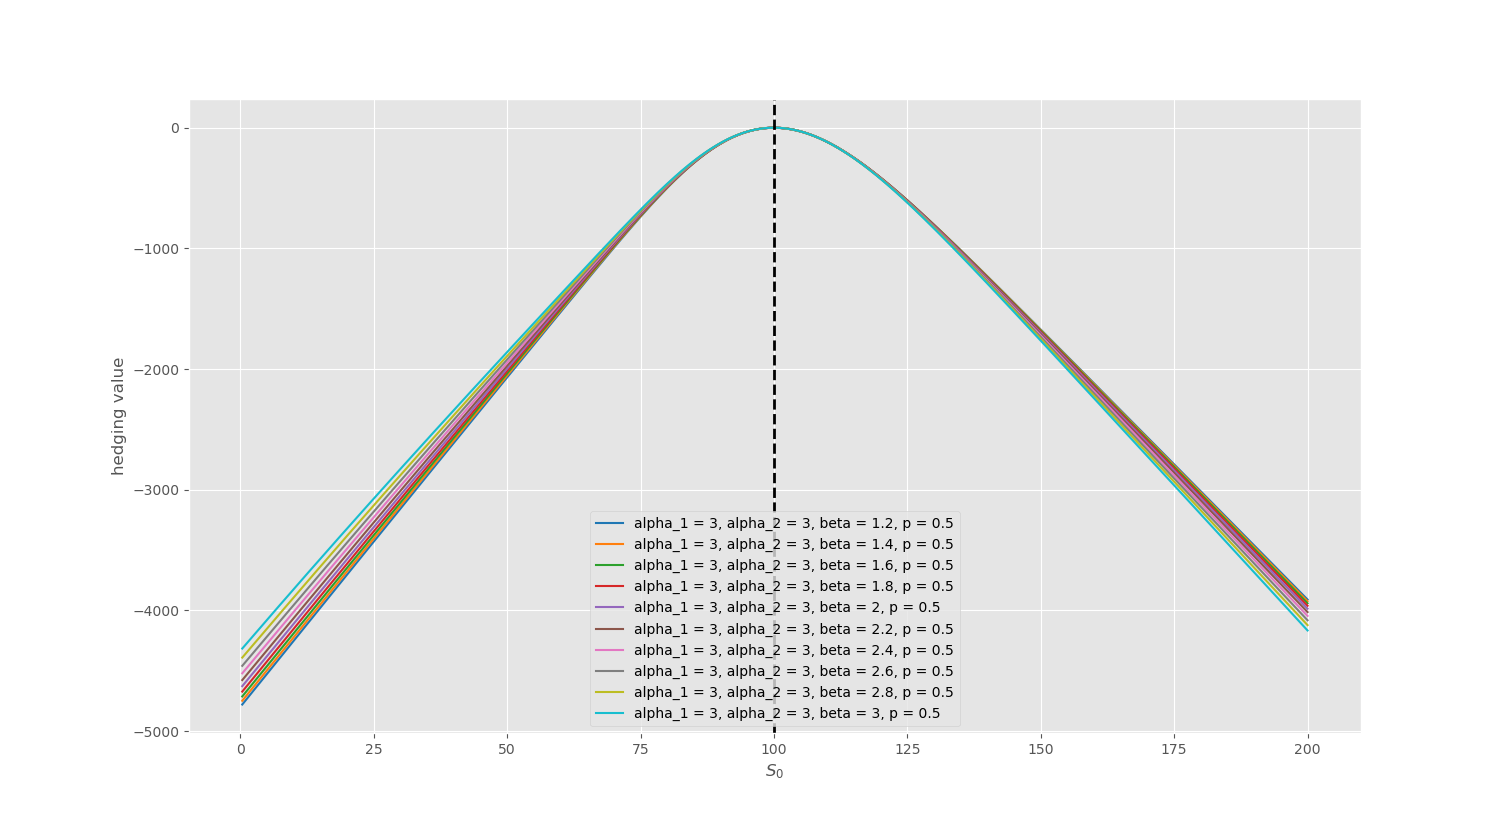 0
−1000
−2000
−3000
−4000
−5000
hedging value
alpha_1 = 3, alpha_2 = 3, beta = 1.2, p = 0.5
alpha_1 = 3, alpha_2 = 3, beta = 1.4, p = 0.5
alpha_1 = 3, alpha_2 = 3, beta = 1.6, p = 0.5
alpha_1 = 3, alpha_2 = 3, beta = 1.8, p = 0.5
alpha_1 = 3, alpha_2 = 3, beta = 2, p = 0.5
alpha_1 = 3, alpha_2 = 3, beta = 2.2, p = 0.5
alpha_1 = 3, alpha_2 = 3, beta = 2.4, p = 0.5
alpha_1 = 3, alpha_2 = 3, beta = 2.6, p = 0.5
alpha_1 = 3, alpha_2 = 3, beta = 2.8, p = 0.5
alpha_1 = 3, alpha_2 = 3, beta = 3, p = 0.5
0 25 50 75 100 125 150 175 200
S₀